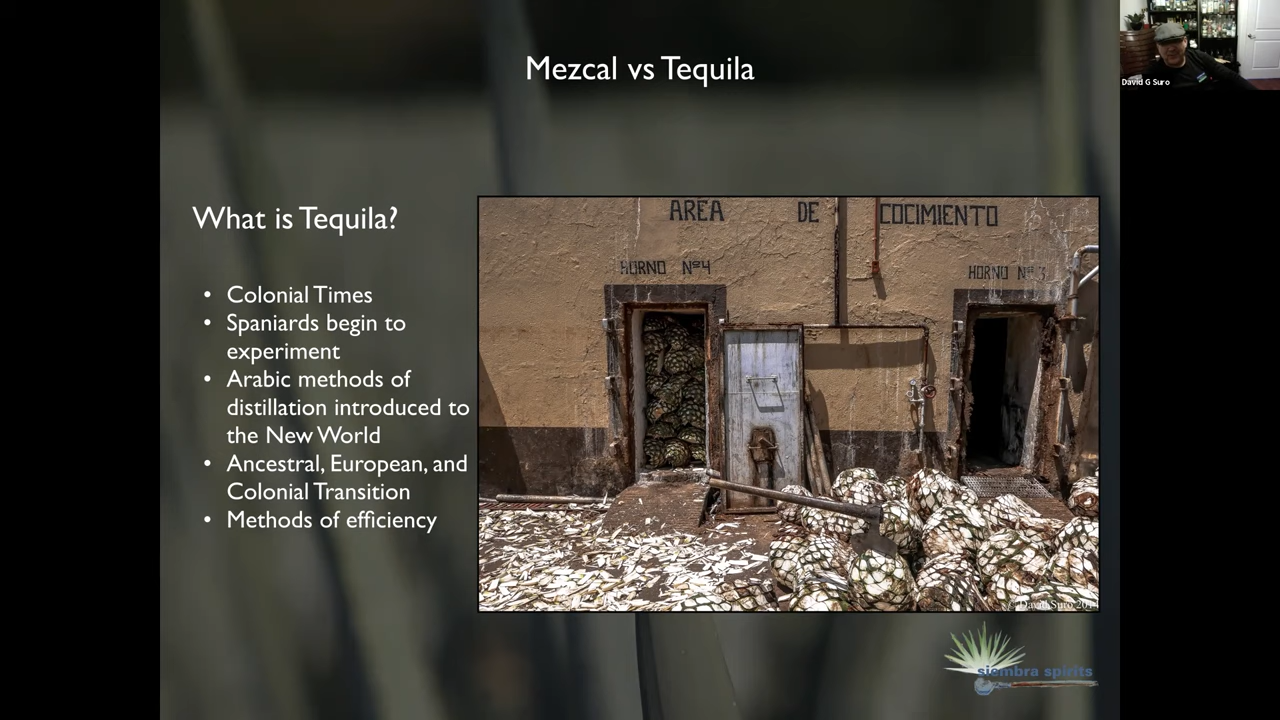 Mezcal vs Tequila
David G Suro
What is Tequila?
• Colonial Times
• Spaniards begin to
experiment
• Arabic methods of
distillation introduced to
the New World
• Ancestral, European, and
Colonial Transition
• Methods of efficiency
AREA DE COCIMIENTO
HORNO Nº4
HORNO
siembra spirits